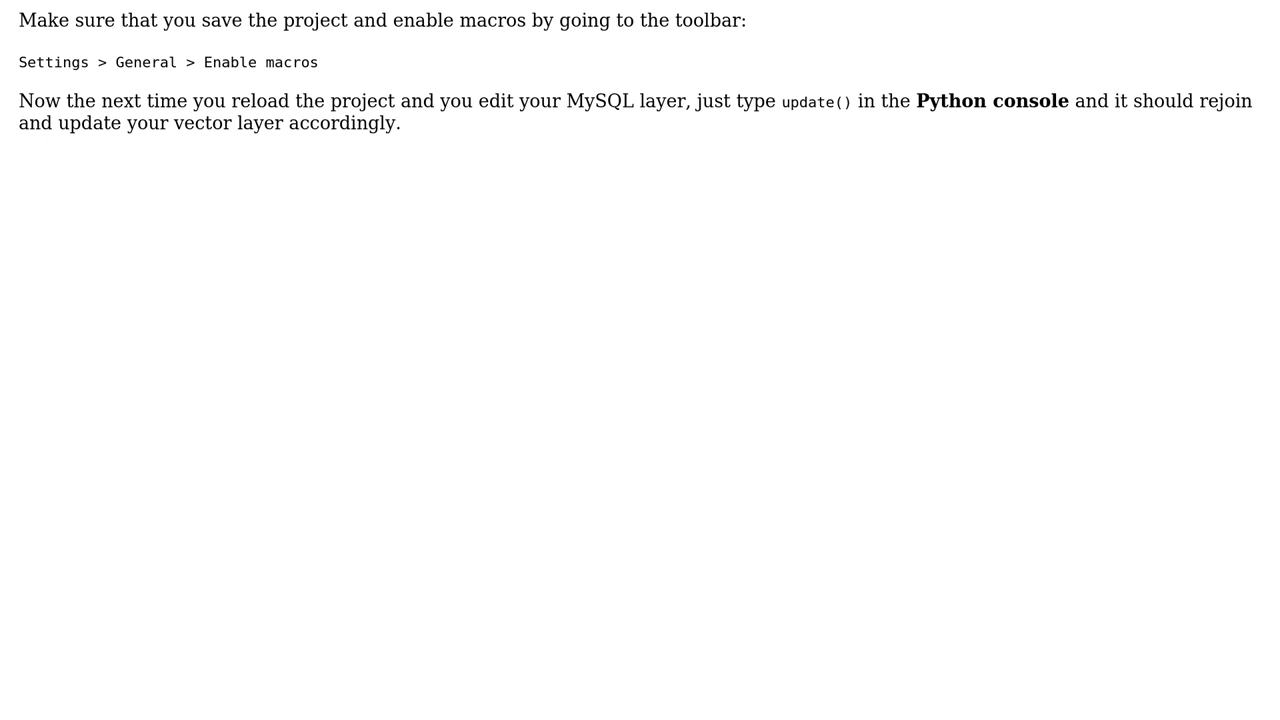 Make sure that you save the project and enable macros by going to the toolbar:
Settings > General > Enable macros
Now the next time you reload the project and you edit your MySQL layer, just type update() in the Python console and it should rejoin
and update your vector layer accordingly.